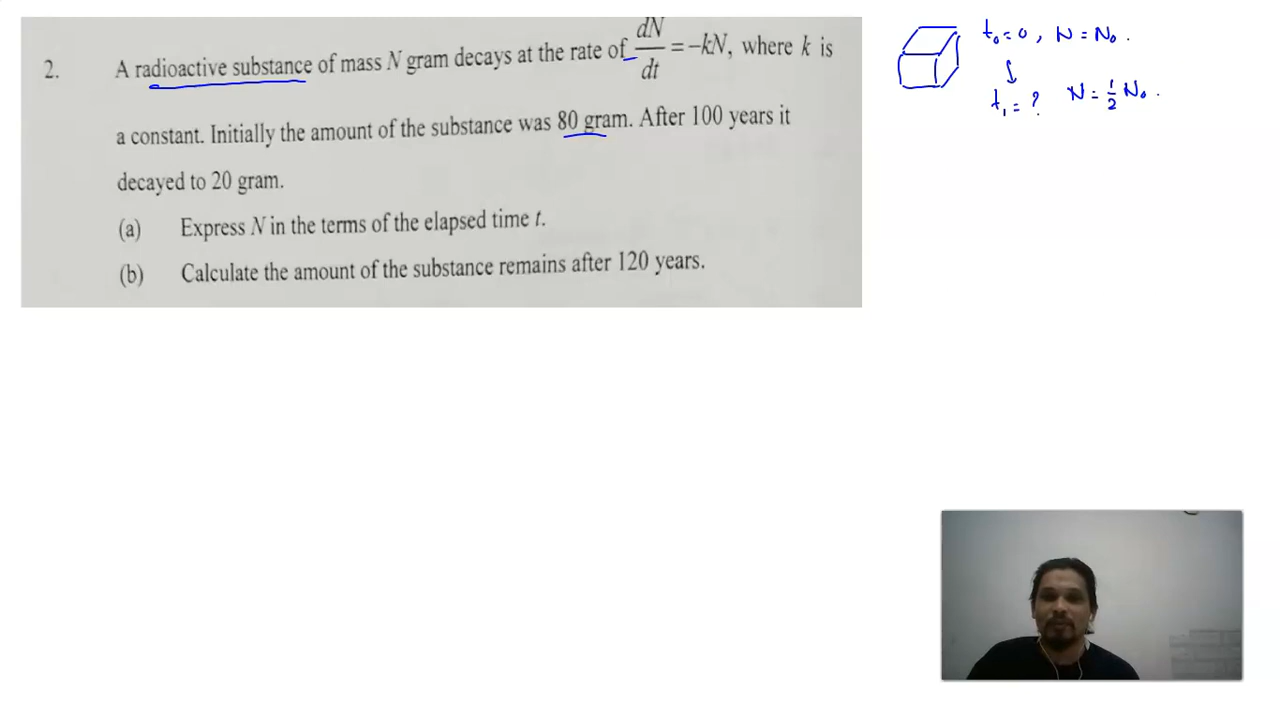 2. A radioactive substance of mass N gram decays at the rate of dN/dt = –kN, where k is
a constant. Initially the amount of the substance was 80 gram. After 100 years it
decayed to 20 gram.
(a) Express N in the terms of the elapsed time t.
(b) Calculate the amount of the substance remains after 120 years.
t₀ = 0, N = N₀.
t₁ = ? N = 1/2 N₀.